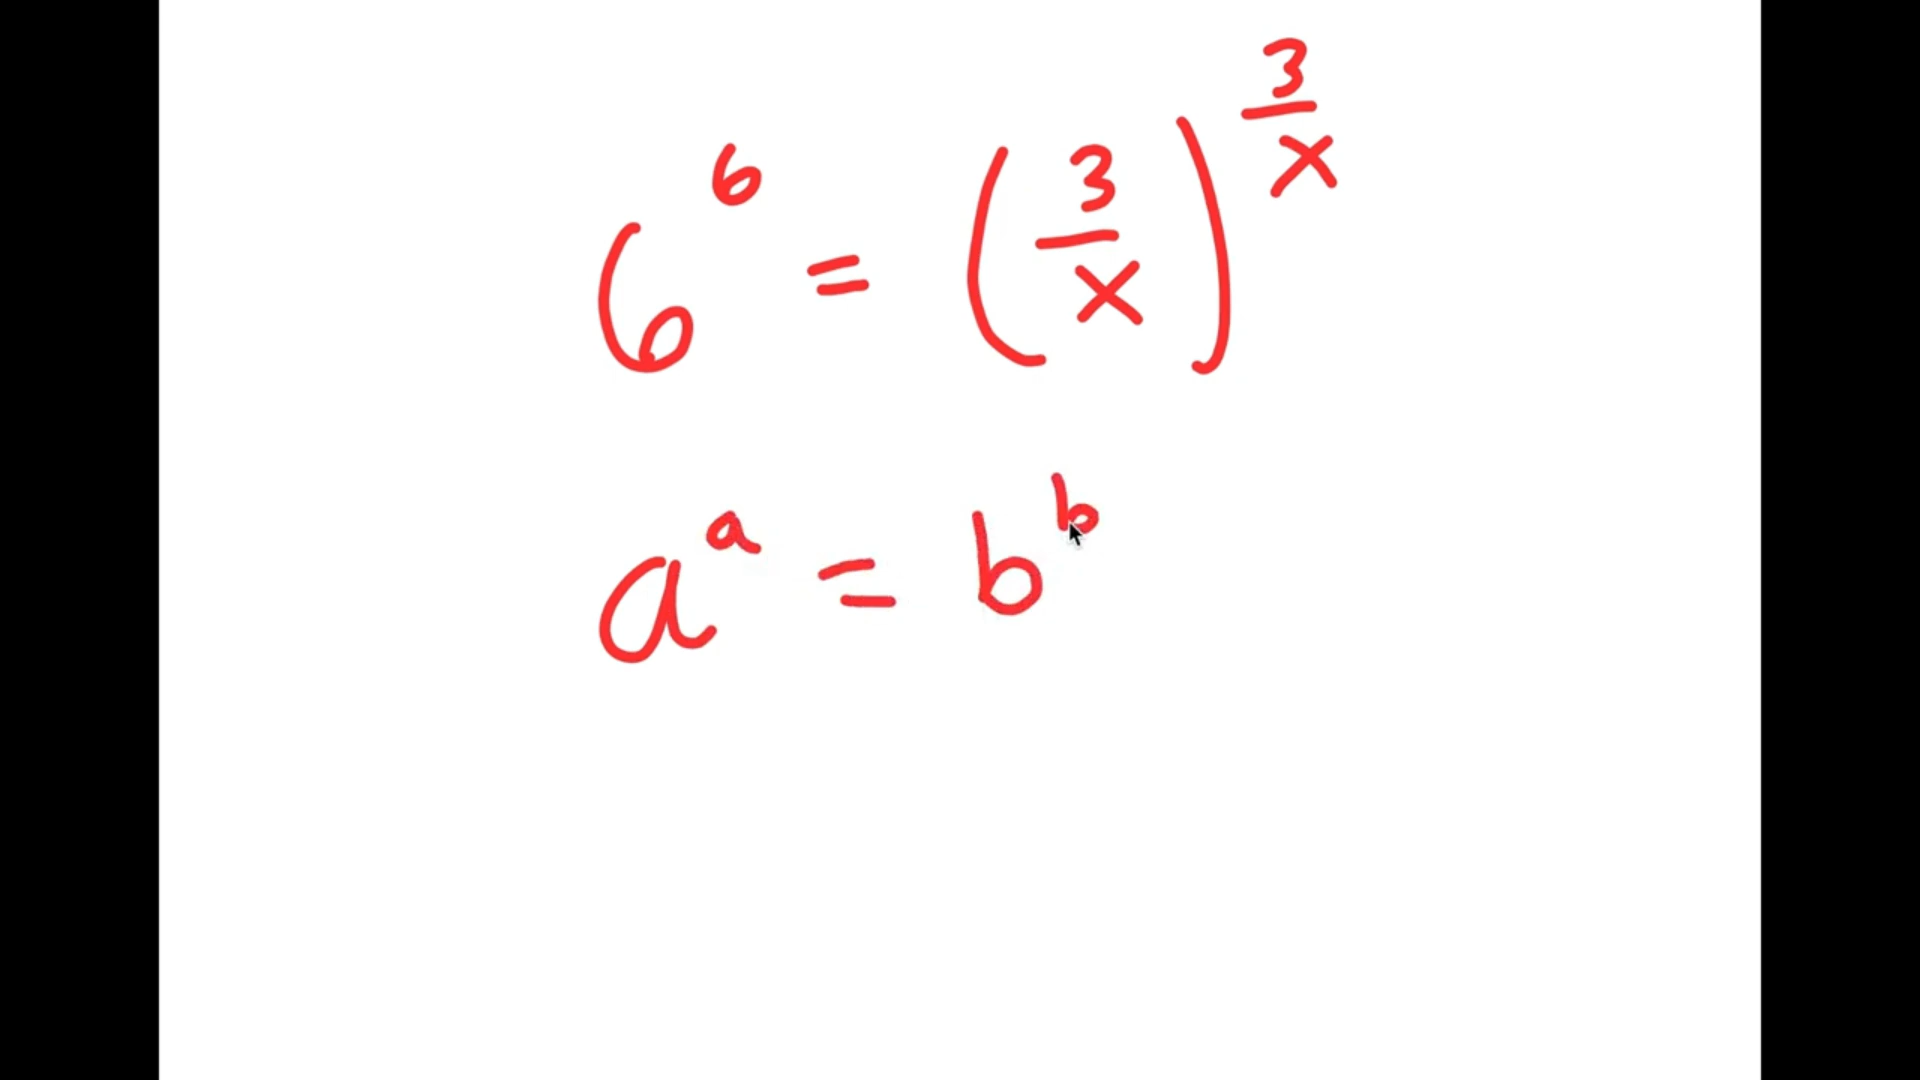 6^6 = (3/x)^(3/x)
a^a = b^b